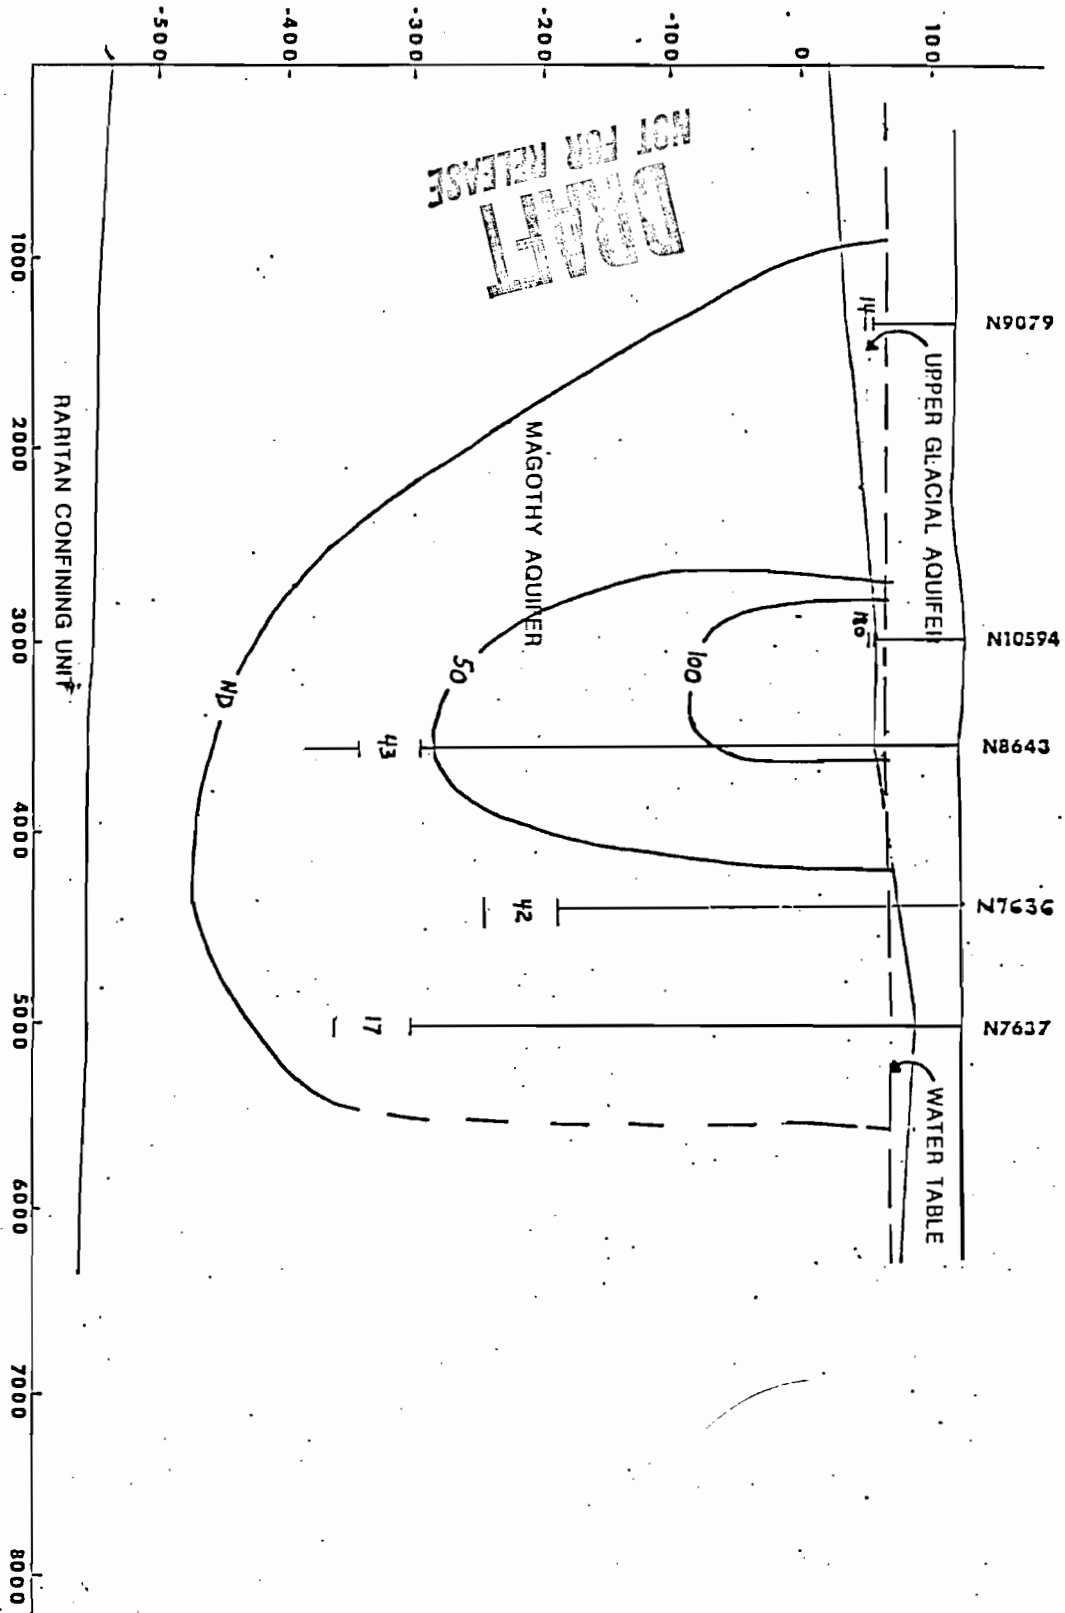 N9079
N10594
N8643
N7636
N7637
100
0
-100
-200
-300
-400
-500
UPPER GLACIAL AQUIFER
WATER TABLE
14
180
100
MAGOTHY AQUIFER
50
43
42
17
ND
DRAFT
NOT FOR RELEASE
RARITAN CONFINING UNIT
1000
2000
3000
4000
5000
6000
7000
8000